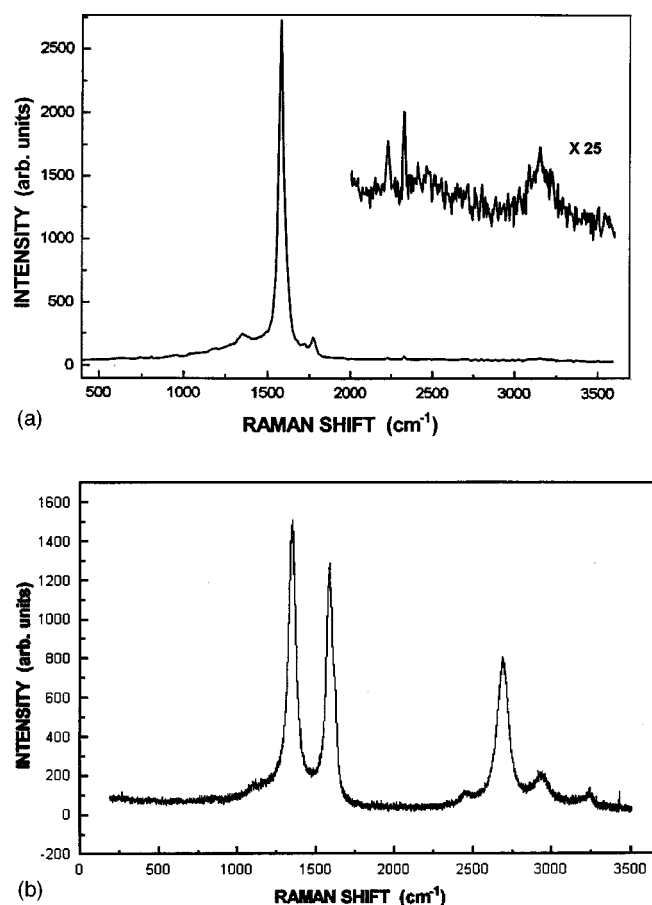 2500
2000
1500
1000
500
0
INTENSITY (arb. units)
X 25
500 1000 1500 2000 2500 3000 3500
RAMAN SHIFT (cm-1)
(a)
1600
1400
1200
1000
800
600
400
200
0
-200
INTENSITY (arb. units)
0 500 1000 1500 2000 2500 3000 3500
RAMAN SHIFT (cm-1)
(b)